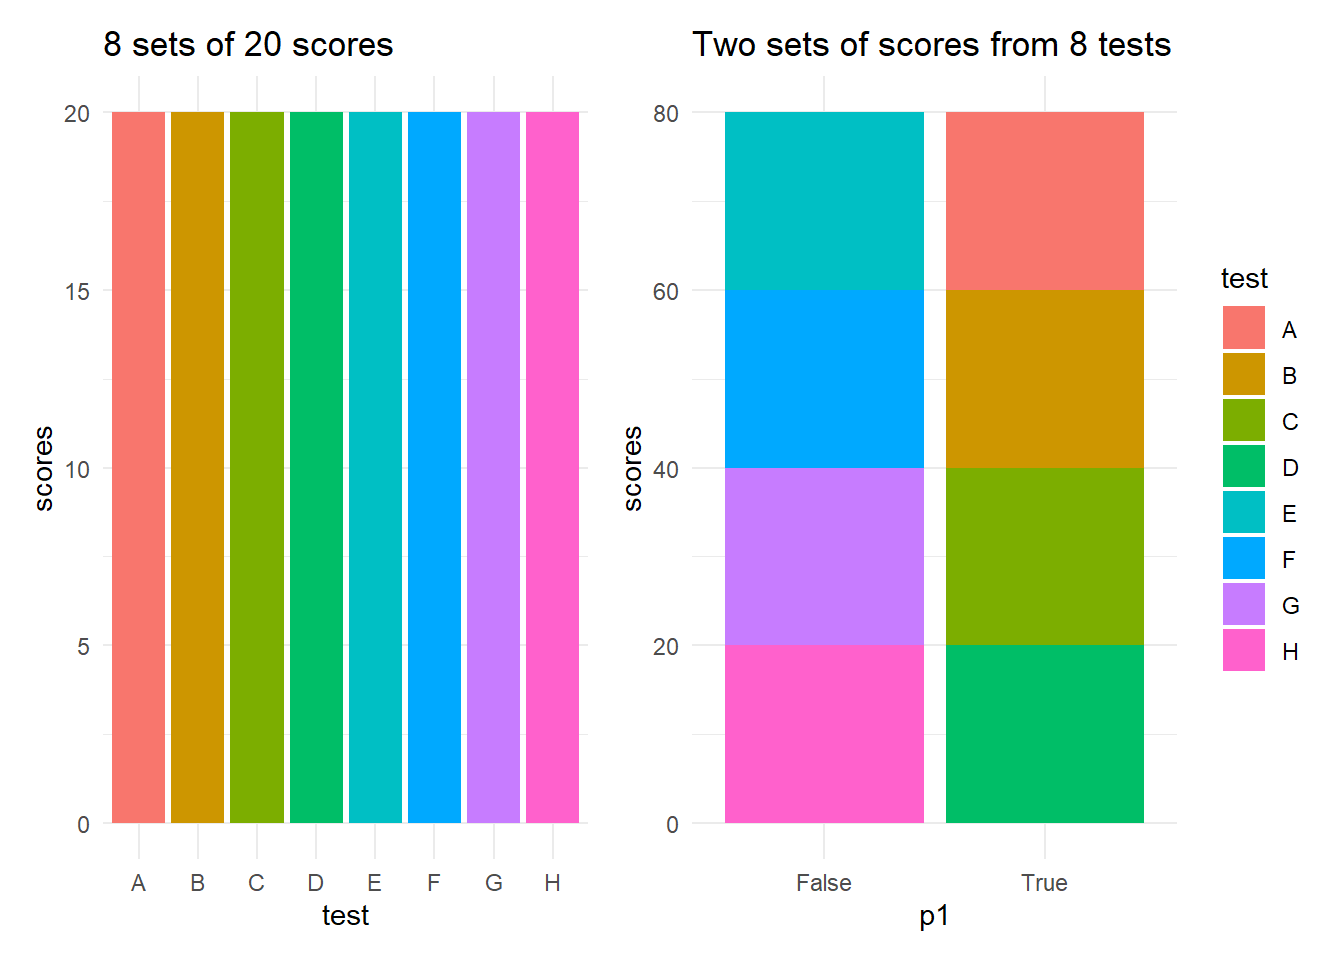 8 sets of 20 scores
20
15
10
5
0
scores
A B C D E F G H
test
Two sets of scores from 8 tests
80
60
40
20
0
scores
False True
p1
test
A
B
C
D
E
F
G
H